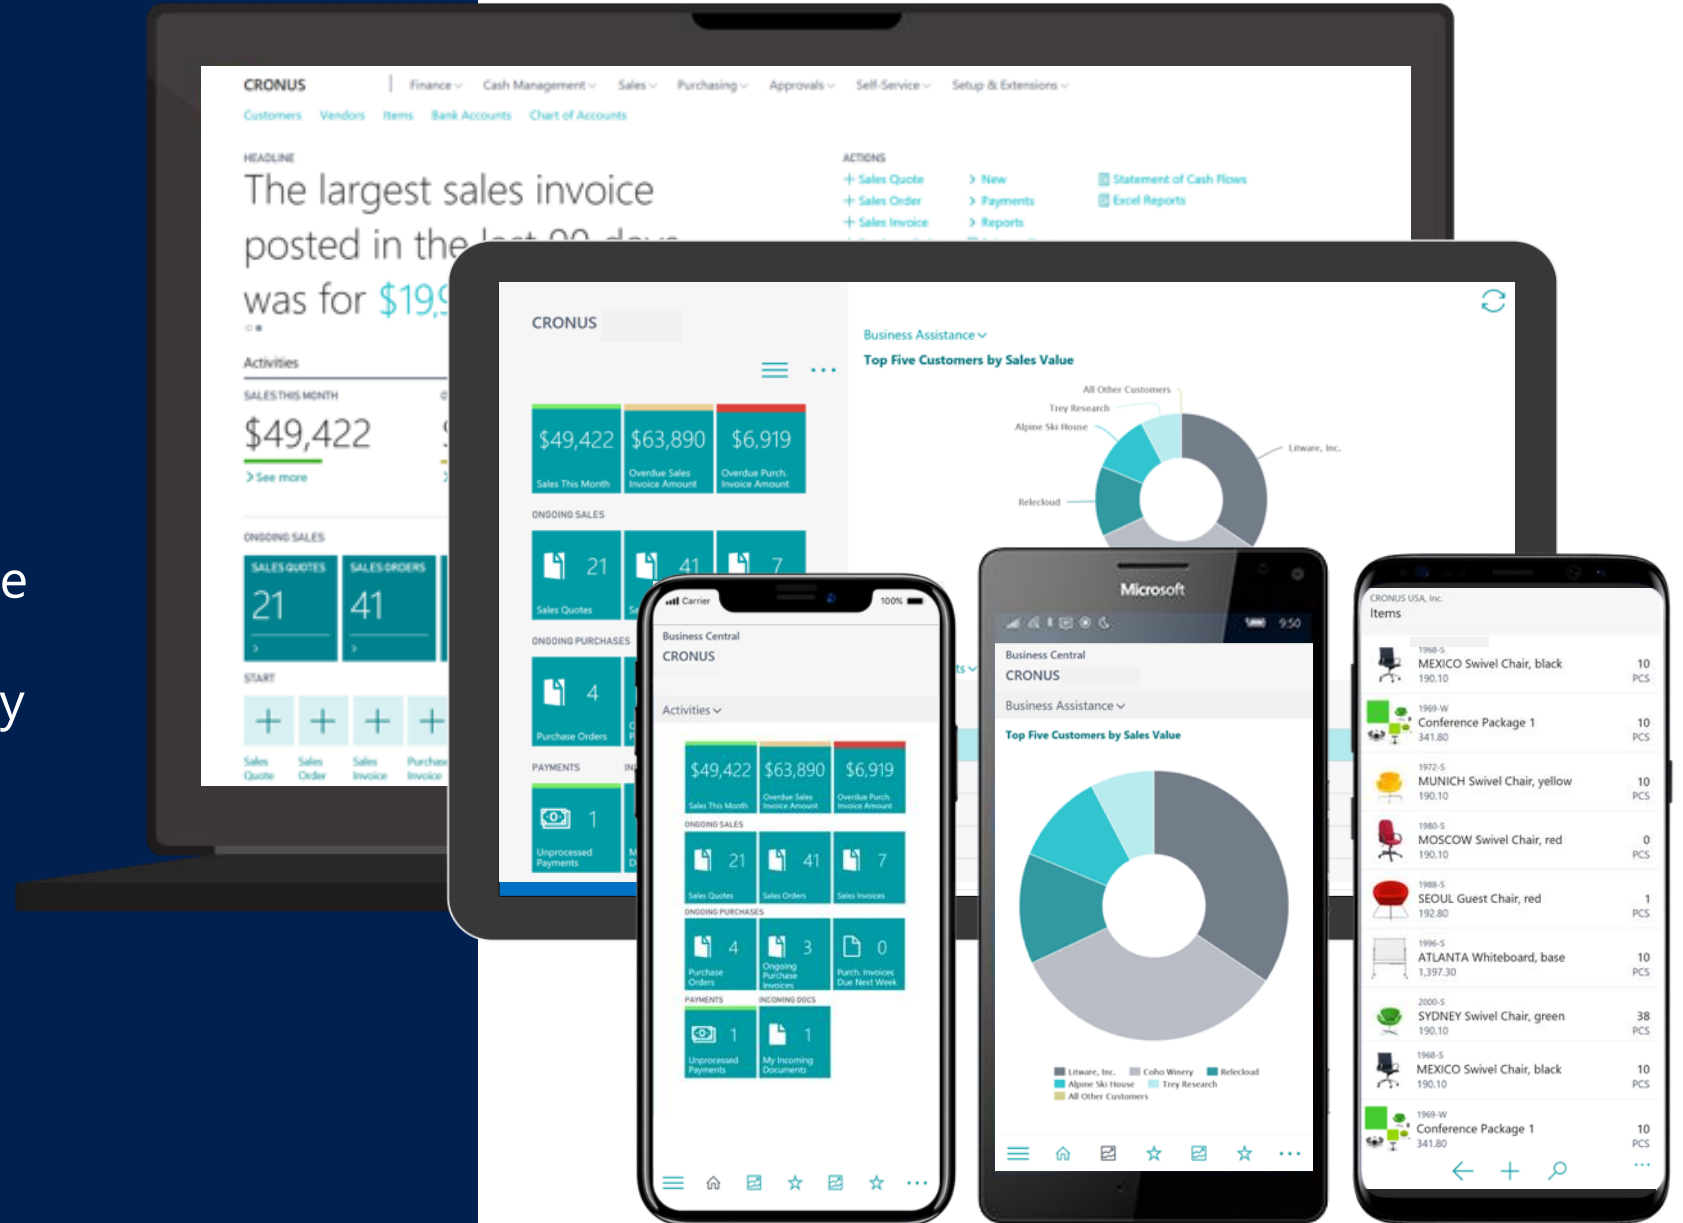 e
y
CRONUS
Finance Cash Management Sales Purchasing Approvals Self-Service Setup & Extensions
Customers Vendors Items Bank Accounts Chart of Accounts
HEADLINE
The largest sales invoice
posted in the last 90 days
was for $19,9
Activities
SALES THIS MONTH
$49,422
See more
ONGOING SALES
SALES QUOTES SALES ORDERS
21 41
START
Sales Quote
Sales Order
Sales Invoice
Purchase Invoice
ACTIONS
+ Sales Quote > New Statement of Cash Flows
+ Sales Order > Payments Excel Reports
+ Sales Invoice > Reports
CRONUS
$49,422 $63,890 $6,919
Sales This Month
Overdue Sales Invoice Amount
Overdue Purch. Invoice Amount
ONGOING SALES
21 41 7
Sales Quotes Sa
ONGOING PURCHASES
4
Purchase Orders
PAYMENTS IN
1
Unprocessed
Payments
Business Assistance
Top Five Customers by Sales Value
All Other Customers
Trey Research
Alpine Ski House
Litware, Inc.
Relecloud
ts
Carrier 100%
Business Central
CRONUS
Activities
$49,422 $63,890 $6,919
Sales This Month
Overdue Sales Invoice Amount
Overdue Purch. Invoice Amount
ONGOING SALES
21 41 7
Sales Quotes Sales Orders Sales Invoices
ONGOING PURCHASES
4 3 0
Purchase Orders
Ongoing Purchase Invoices
Purch. Invoices Due Next Week
PAYMENTS INCOMING DOCS
1 1
Unprocessed Payments
My Incoming Documents
Microsoft
9:50
Business Central
CRONUS
Business Assistance
Top Five Customers by Sales Value
Litware, Inc. Coho Winery Relecloud
Alpine Ski House Trey Research
All Other Customers
CRONUS USA, Inc.
Items
1968-S
MEXICO Swivel Chair, black 10
190.10 PCS
1969-W
Conference Package 1 10
341.80 PCS
1972-S
MUNICH Swivel Chair, yellow 10
190.10 PCS
1980-S
MOSCOW Swivel Chair, red 0
190.10 PCS
1988-S
SEOUL Guest Chair, red 1
192.80 PCS
1996-S
ATLANTA Whiteboard, base 10
1,397.30 PCS
2000-S
SYDNEY Swivel Chair, green 38
190.10 PCS
1968-S
MEXICO Swivel Chair, black 10
190.10 PCS
1969-W
Conference Package 1 10
341.80 PCS